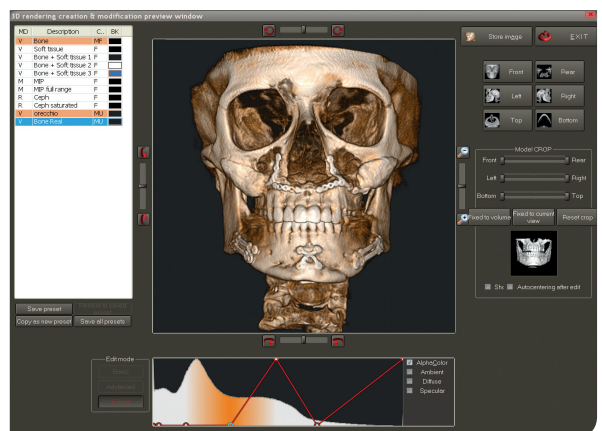 3D rendering creation & modification preview window
MD Description C.. BK
V Bone MF
V Soft tissue F
V Bone + Soft tissue 1 F
V Bone + Soft tissue 2 F
V Bone + Soft tissue 3 F
M MIP F
M MIP full range F
R Ceph F
R Ceph saturated F
V orecchio MU
V Bone Real MU
Save preset
Copy as new preset Save all presets
Store image EXIT
Front Rear
Left Right
Top Bottom
Model CROP
Front Rear
Left Right
Bottom Top
Fixed to volume Fixed to current view Reset crop
Autocentering after edit
Edit mode
Basic
Advanced
AlphaColor
Ambient
Diffuse
Specular